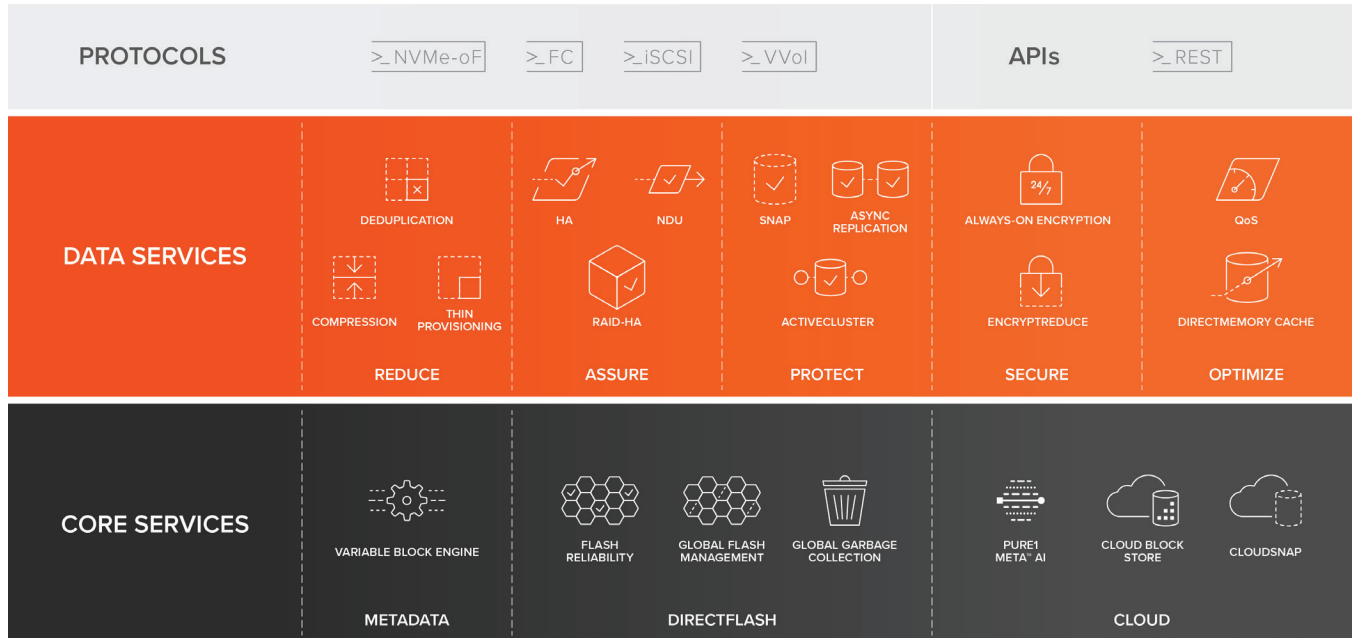 PROTOCOLS
>_NVMe-oF
>_FC
>_iSCSI
>_VVol
APIs
>_REST
DATA SERVICES
DEDUPLICATION
COMPRESSION
THIN
PROVISIONING
REDUCE
HA
NDU
RAID-HA
ASSURE
SNAP
ASYNC
REPLICATION
ACTIVECLUSTER
PROTECT
24/7
ALWAYS-ON ENCRYPTION
ENCRYPTREDUCE
SECURE
QoS
DIRECTMEMORY CACHE
OPTIMIZE
CORE SERVICES
VARIABLE BLOCK ENGINE
METADATA
FLASH
RELIABILITY
GLOBAL FLASH
MANAGEMENT
GLOBAL GARBAGE
COLLECTION
DIRECTFLASH
PURE1
META™ AI
CLOUD BLOCK
STORE
CLOUDSNAP
CLOUD